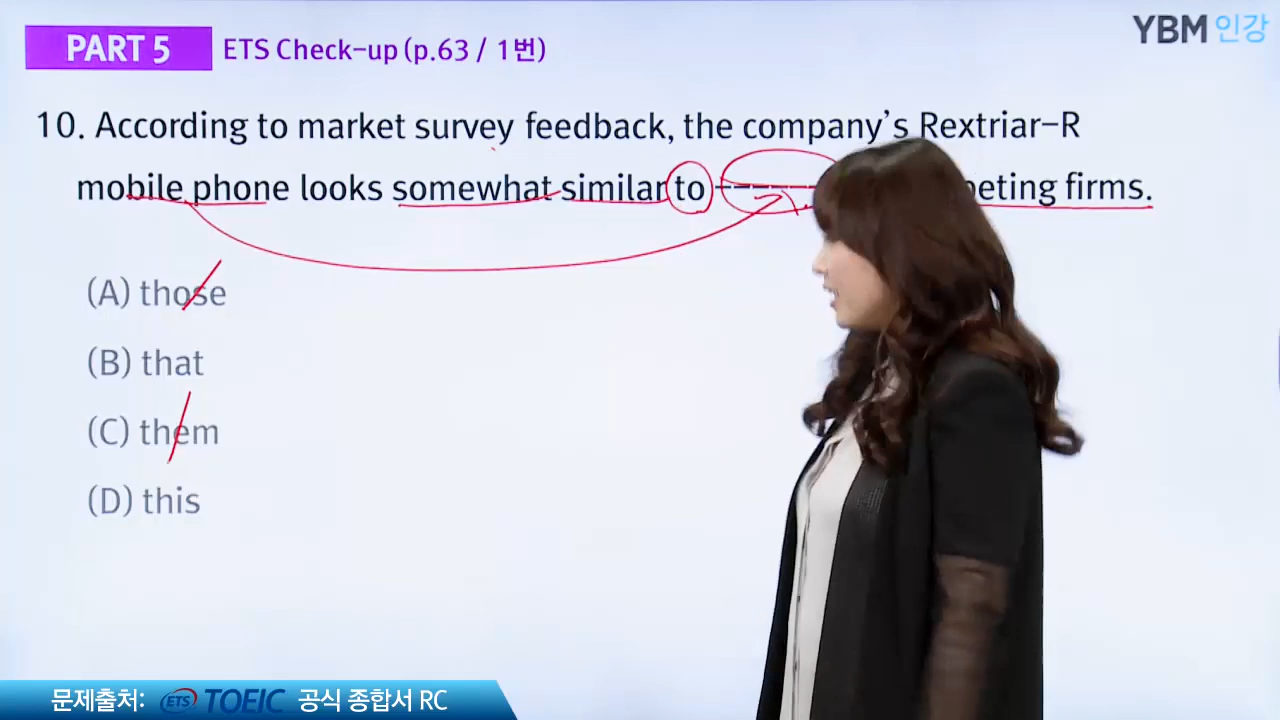 PART 5
ETS Check-up (p.63 / 1번)
YBM 인강
10. According to market survey feedback, the company's Rextriar-R
mobile phone looks somewhat similar to ------ peting firms.
(A) those
(B) that
(C) them
(D) this
문제출처: ETS TOEIC 공식 종합서 RC